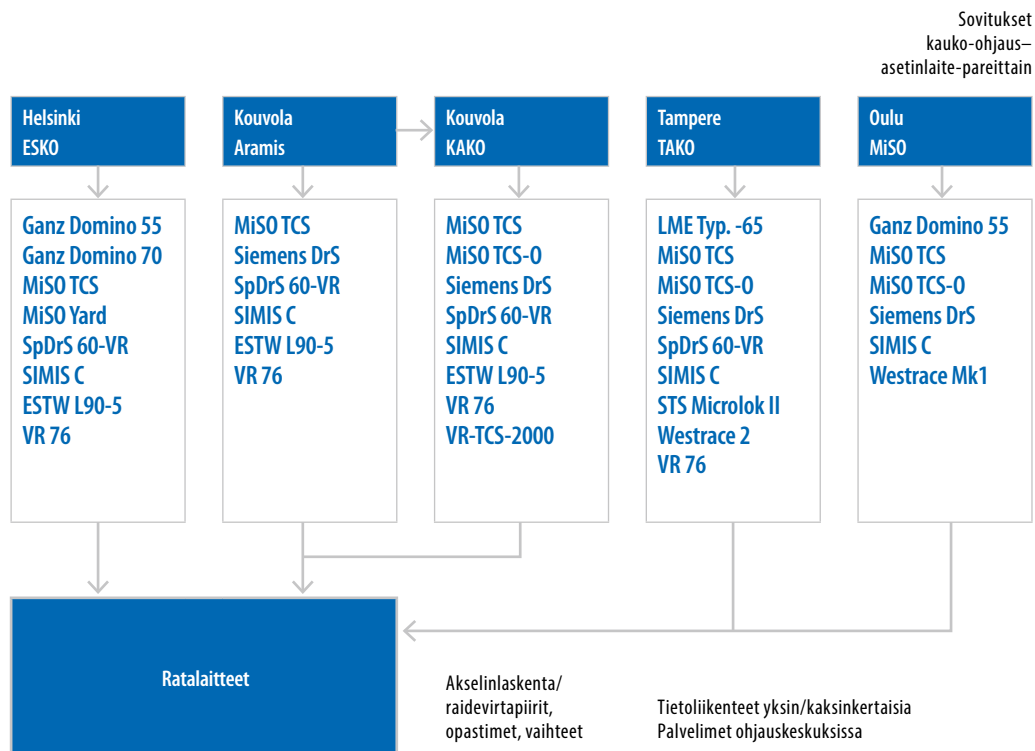 Sovitukset
kauko-ohjaus–
asetinlaite-pareittain
Helsinki
ESKO
Kouvola
Aramis
Kouvola
KAKO
Tampere
TAKO
Oulu
MiSO
Ganz Domino 55
Ganz Domino 70
MiSO TCS
MiSO Yard
SpDrS 60-VR
SIMIS C
ESTW L90-5
VR 76
MiSO TCS
Siemens DrS
SpDrS 60-VR
SIMIS C
ESTW L90-5
VR 76
MiSO TCS
MiSO TCS-O
Siemens DrS
SpDrS 60-VR
SIMIS C
ESTW L90-5
VR 76
VR-TCS-2000
LME Typ. -65
MiSO TCS
MiSO TCS-O
Siemens DrS
SpDrS 60-VR
SIMIS C
STS Microlok II
Westrace 2
VR 76
Ganz Domino 55
MiSO TCS
MiSO TCS-O
Siemens DrS
SIMIS C
Westrace Mk1
Ratalaitteet
Akselinlaskenta/
raidevirtapiirit,
opastimet, vaihteet
Tietoliikenteet yksin/kaksinkertaisia
Palvelimet ohjauskeskuksissa